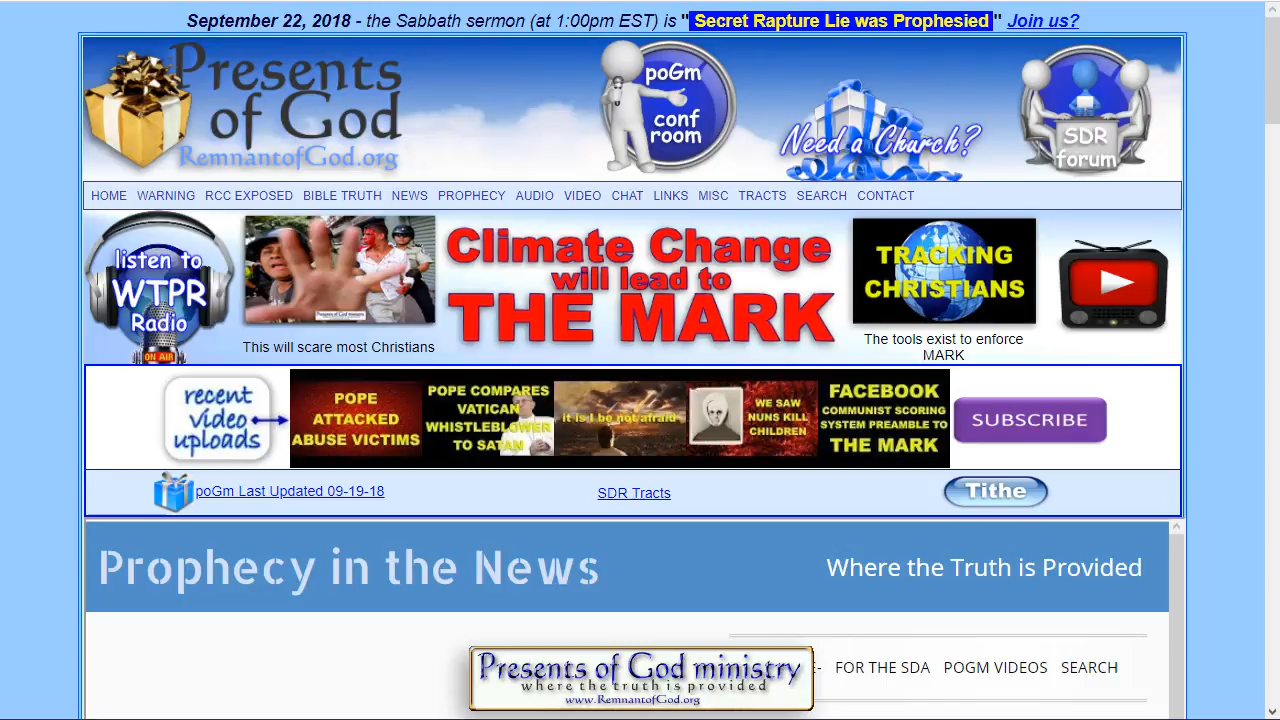 September 22, 2018 - the Sabbath sermon (at 1:00pm EST) is " Secret Rapture Lie was Prophesied " Join us?
Presents
of God
RemnantofGod.org
poGm
conf
room
Need a Church?
SDR
forum
HOME WARNING RCC EXPOSED BIBLE TRUTH NEWS PROPHECY AUDIO VIDEO CHAT LINKS MISC TRACTS SEARCH CONTACT
listen to
WTPR
Radio
ON AIR
Presents of God ministry
This will scare most Christians
Climate Change
will lead to
THE MARK
TRACKING
CHRISTIANS
The tools exist to enforce
MARK
recent
video
uploads
POPE
ATTACKED
ABUSE VICTIMS
POPE COMPARES
VATICAN
WHISTLEBLOWER
TO SATAN
it is I be not afraid
WE SAW
NUNS KILL
CHILDREN
FACEBOOK
COMMUNIST SCORING
SYSTEM PREAMBLE TO
THE MARK
SUBSCRIBE
poGm Last Updated 09-19-18
SDR Tracts
Tithe
Prophecy in the News
Where the Truth is Provided
FOR THE SDA POGM VIDEOS SEARCH
Presents of God ministry
where the truth is provided
www.RemnantofGod.org